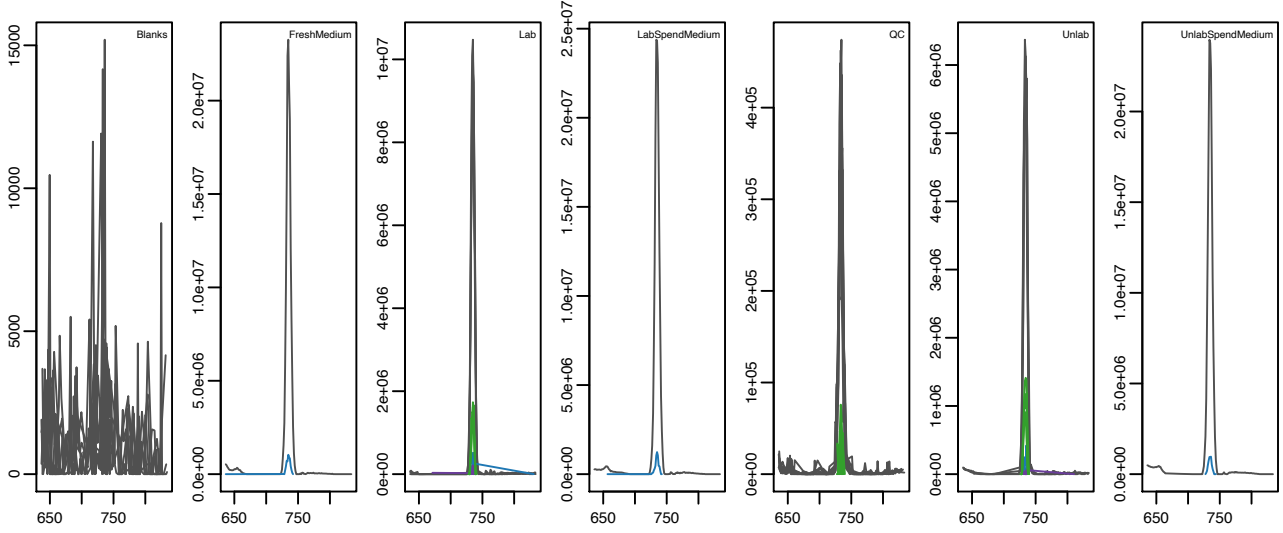 Blanks
15000
10000
5000
0
650
750
FreshMedium
2.0e+07
1.5e+07
1.0e+07
5.0e+06
0.0e+00
650
750
Lab
1e+07
8e+06
6e+06
4e+06
2e+06
0e+00
650
750
LabSpendMedium
2.5e+07
2.0e+07
1.5e+07
1.0e+07
5.0e+06
0.0e+00
650
750
QC
4e+05
3e+05
2e+05
1e+05
0e+00
650
750
Unlab
6e+06
5e+06
4e+06
3e+06
2e+06
1e+06
0e+00
650
750
UnlabSpendMedium
2.0e+07
1.5e+07
1.0e+07
5.0e+06
0.0e+00
650
750